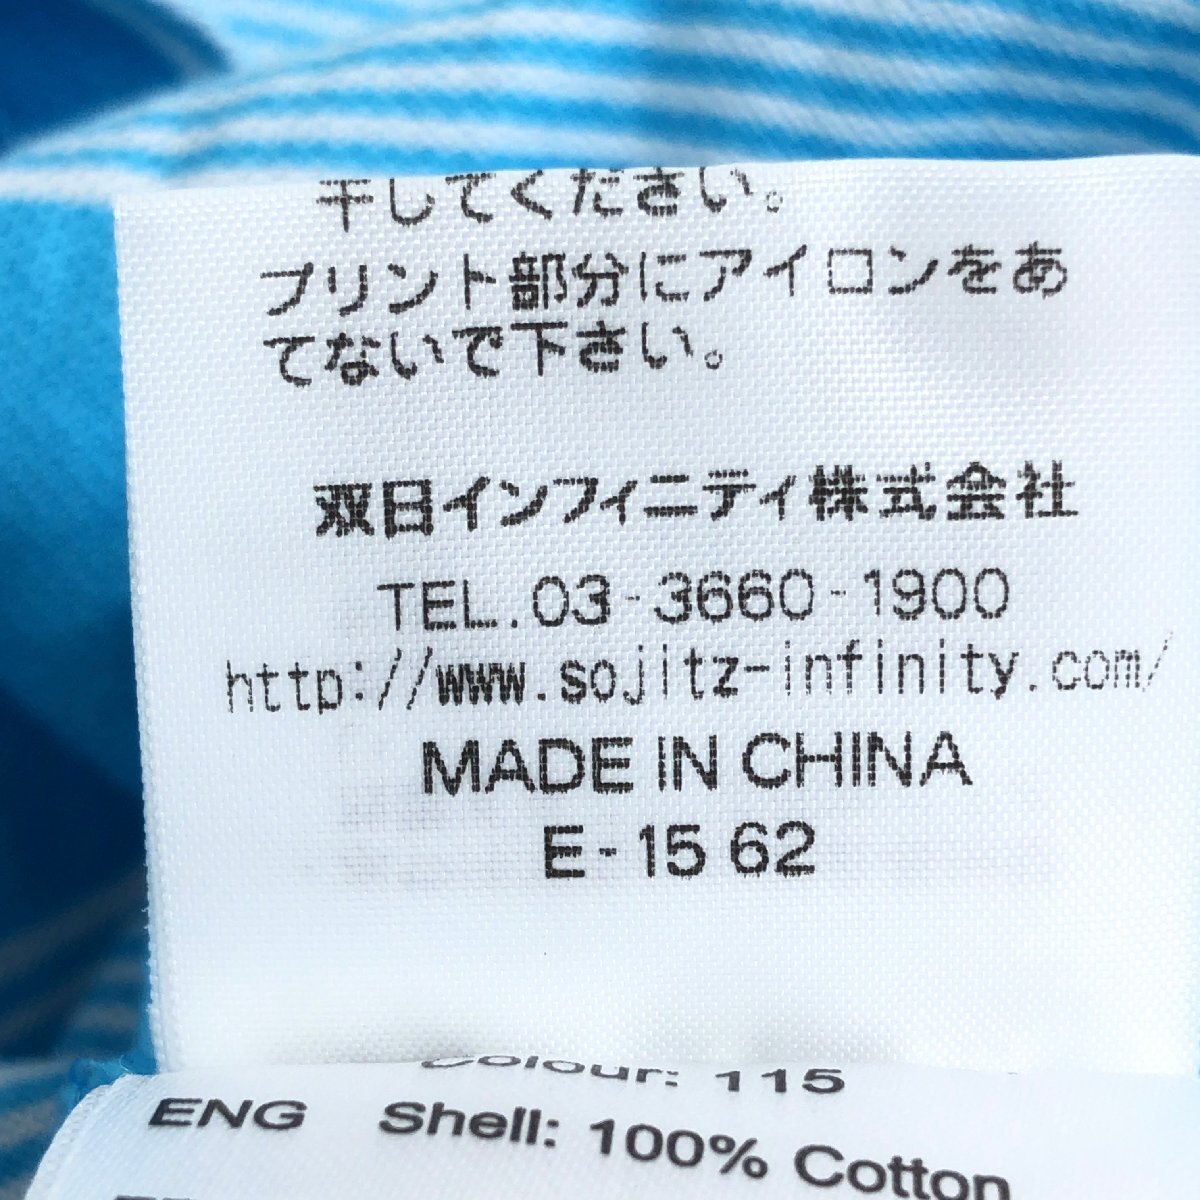 干してください。
プリント部分にアイロンをあ
てないで下さい。
双日インフィニティ株式会社
TEL.03-3660-1900
http://www.sojitz-infinity.com/
MADE IN CHINA
E-1562
Colour: 115
ENG Shell: 100% Cotton